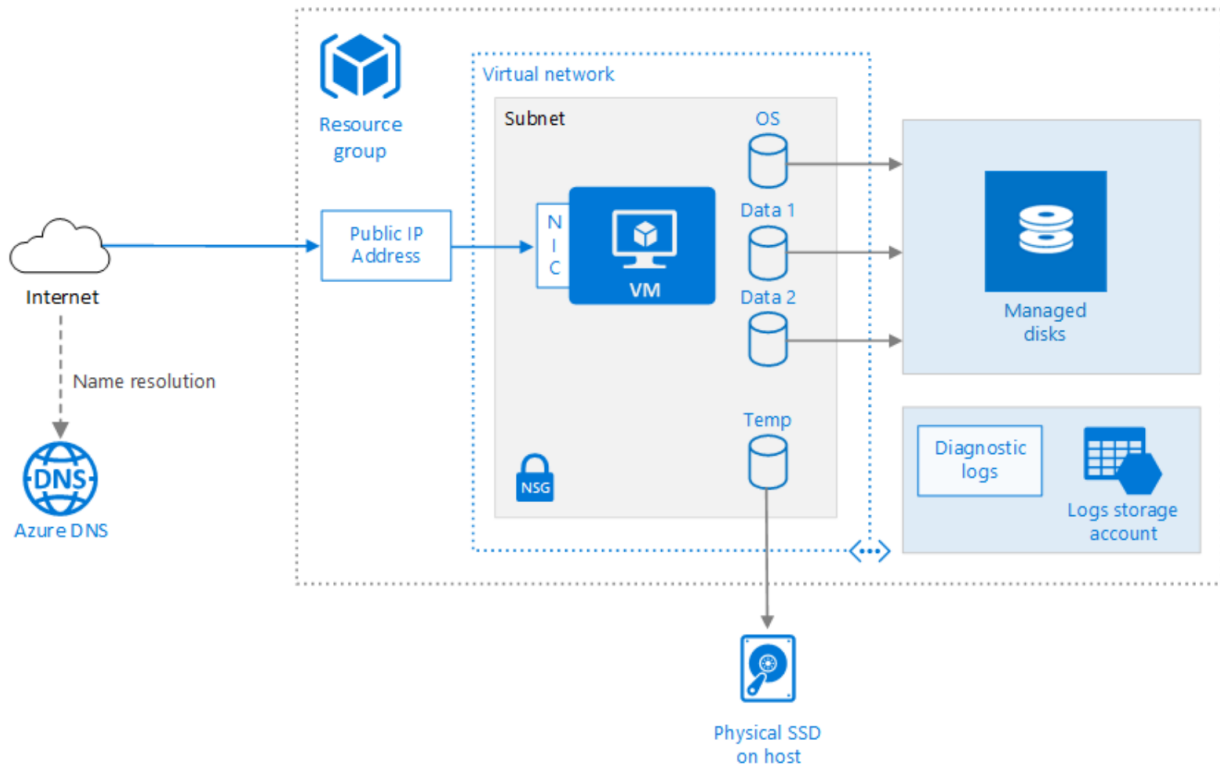 Resource
group
Virtual network
Subnet
OS
Data 1
Data 2
Temp
Public IP
Address
N
I
C
VM
NSG
Internet
Name resolution
DNS
Azure DNS
Managed
disks
Diagnostic
logs
Logs storage
account
Physical SSD
on host